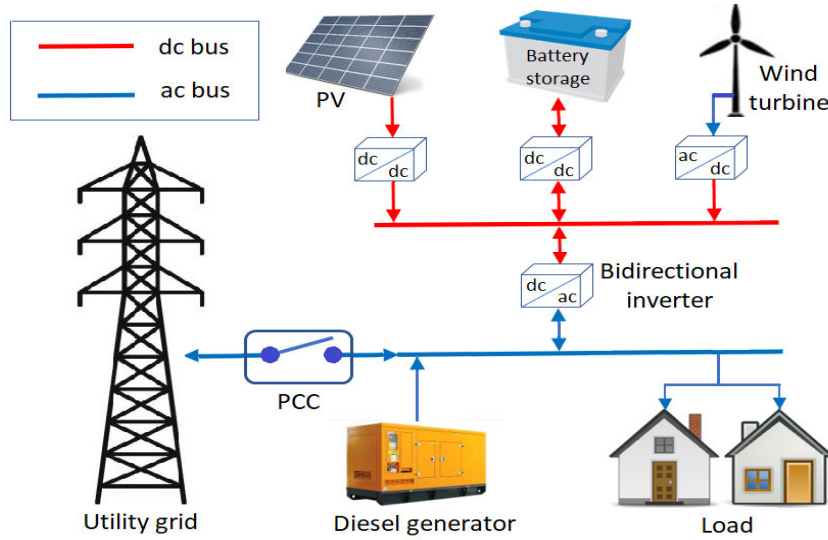 dc bus
ac bus
PV
Battery
storage
Wind
turbine
dc
dc
dc
dc
ac
dc
dc
ac
Bidirectional
inverter
PCC
Utility grid
Diesel generator
Load